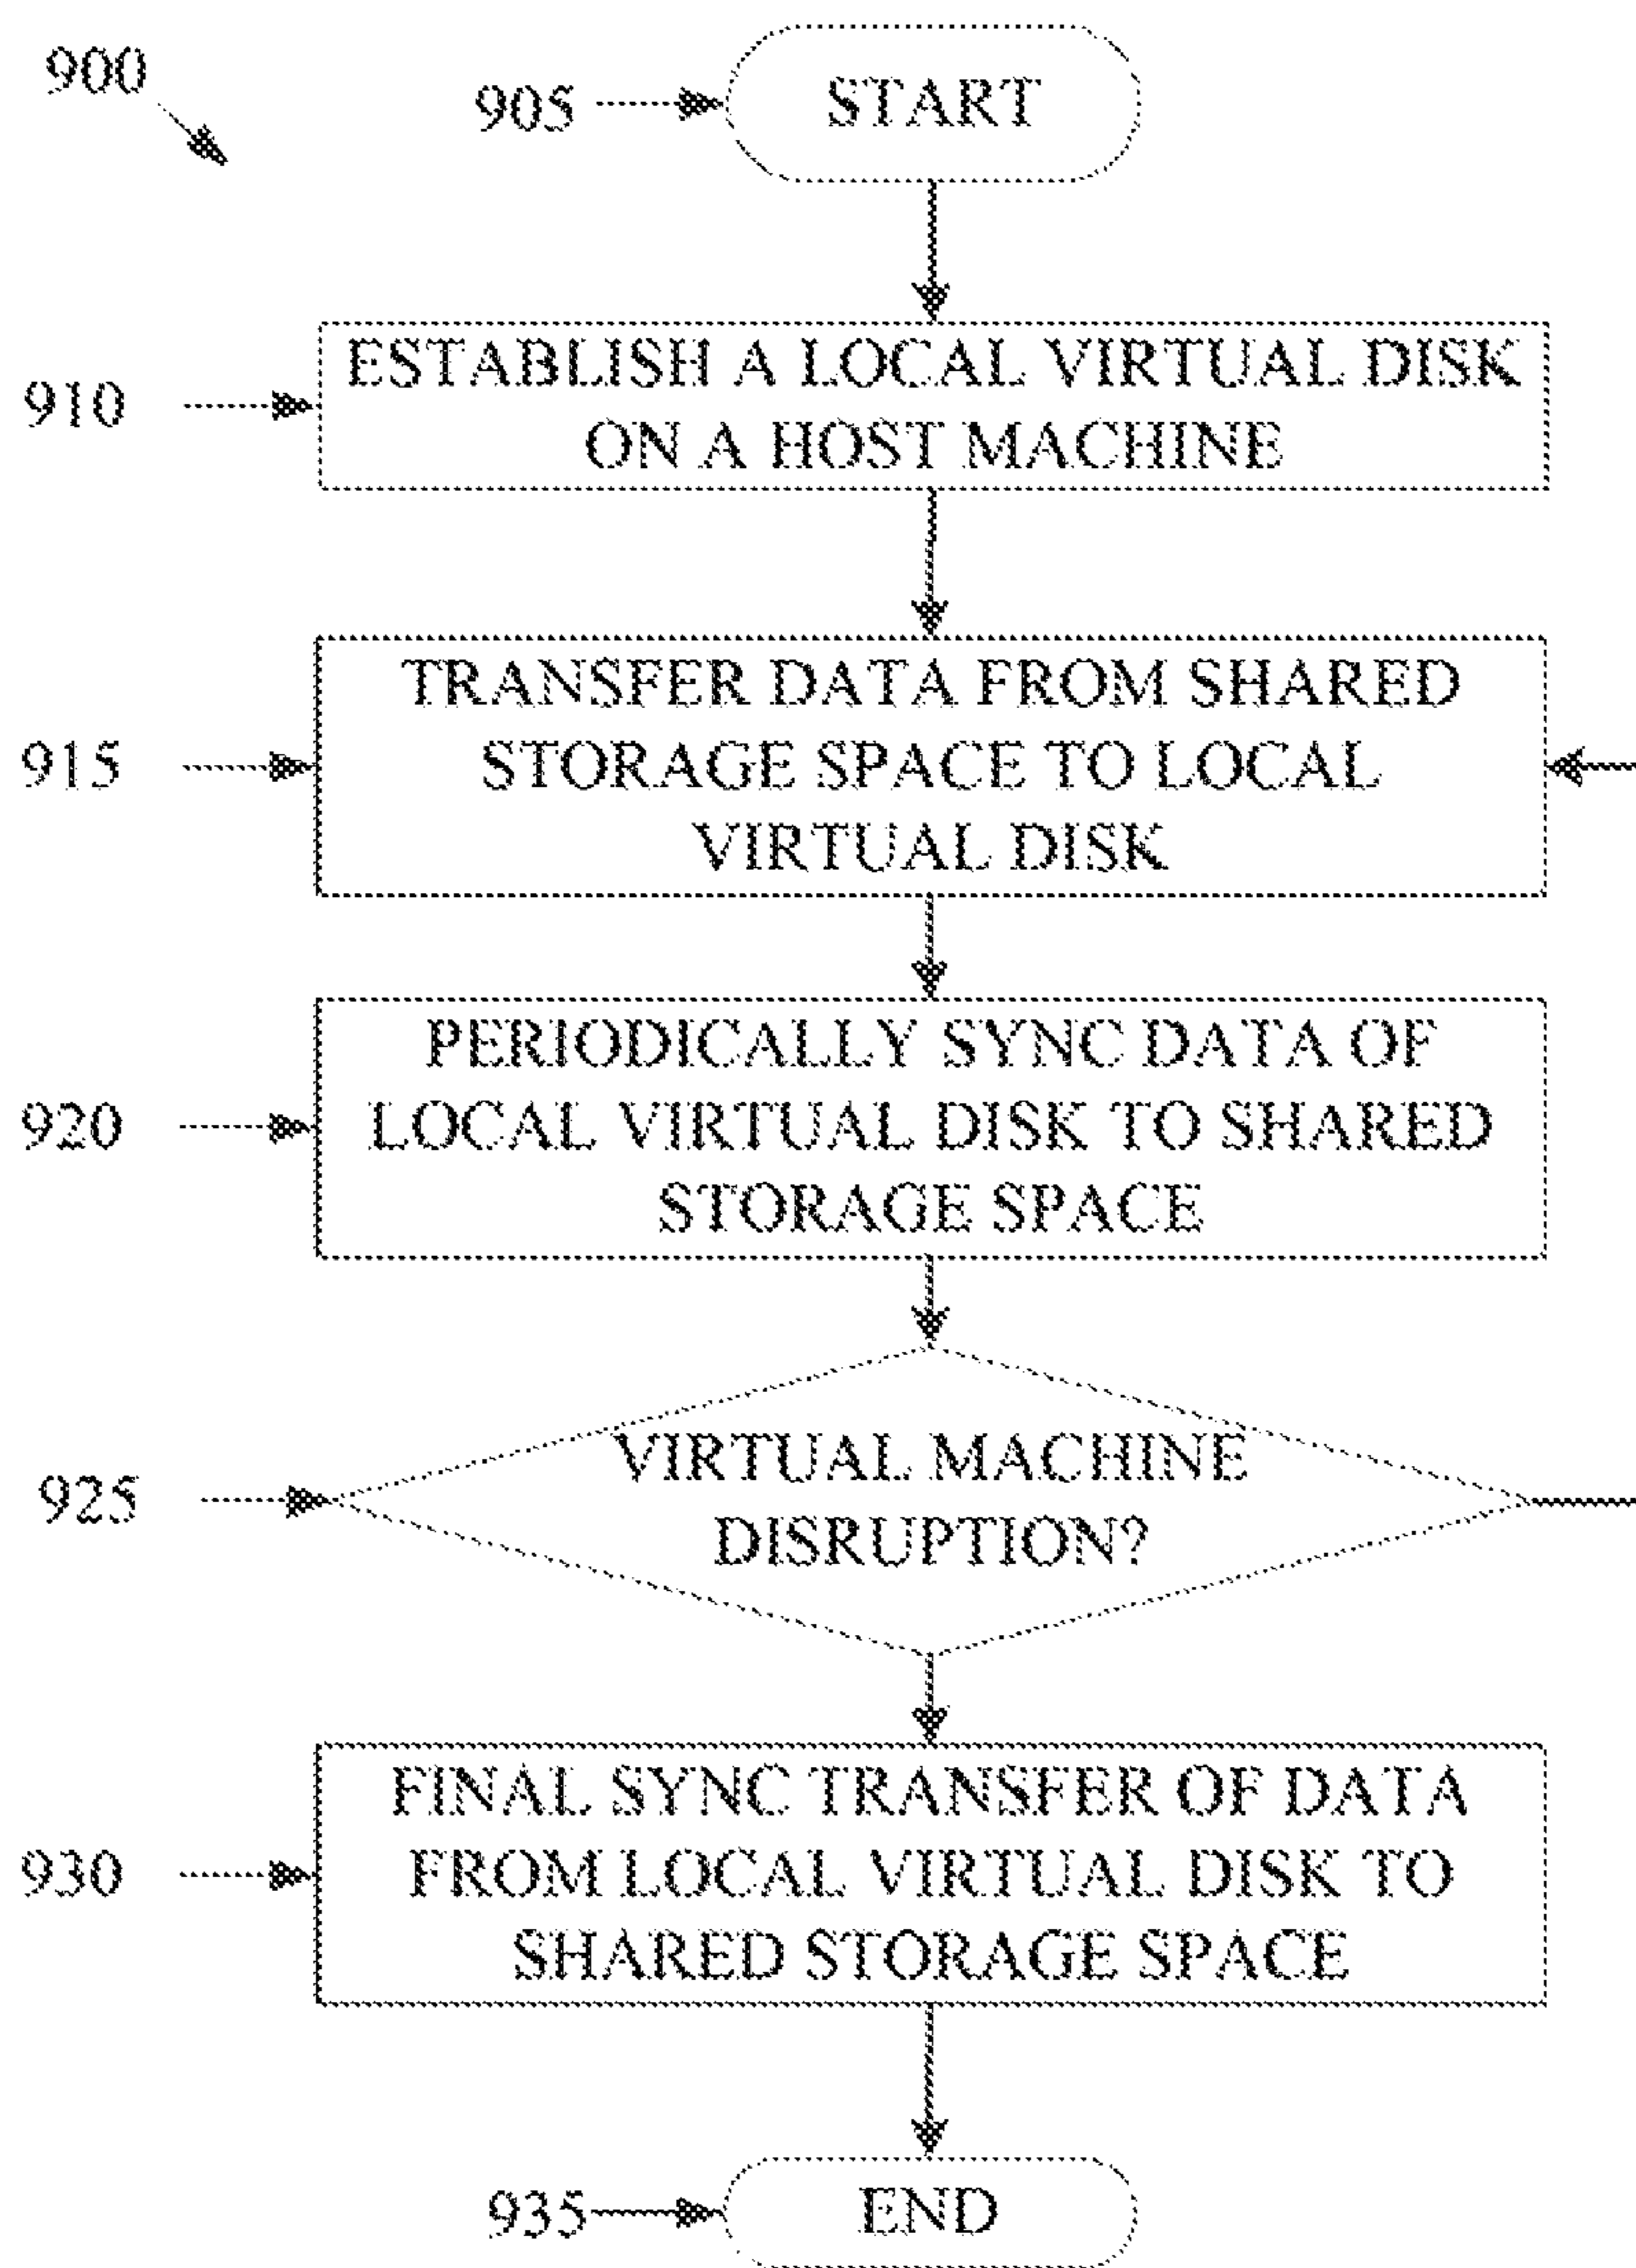 900
905
START
910
ESTABLISH A LOCAL VIRTUAL DISK
ON A HOST MACHINE
915
TRANSFER DATA FROM SHARED
STORAGE SPACE TO LOCAL
VIRTUAL DISK
920
PERIODICALLY SYNC DATA OF
LOCAL VIRTUAL DISK TO SHARED
STORAGE SPACE
925
VIRTUAL MACHINE
DISRUPTION?
930
FINAL SYNC TRANSFER OF DATA
FROM LOCAL VIRTUAL DISK TO
SHARED STORAGE SPACE
935
END